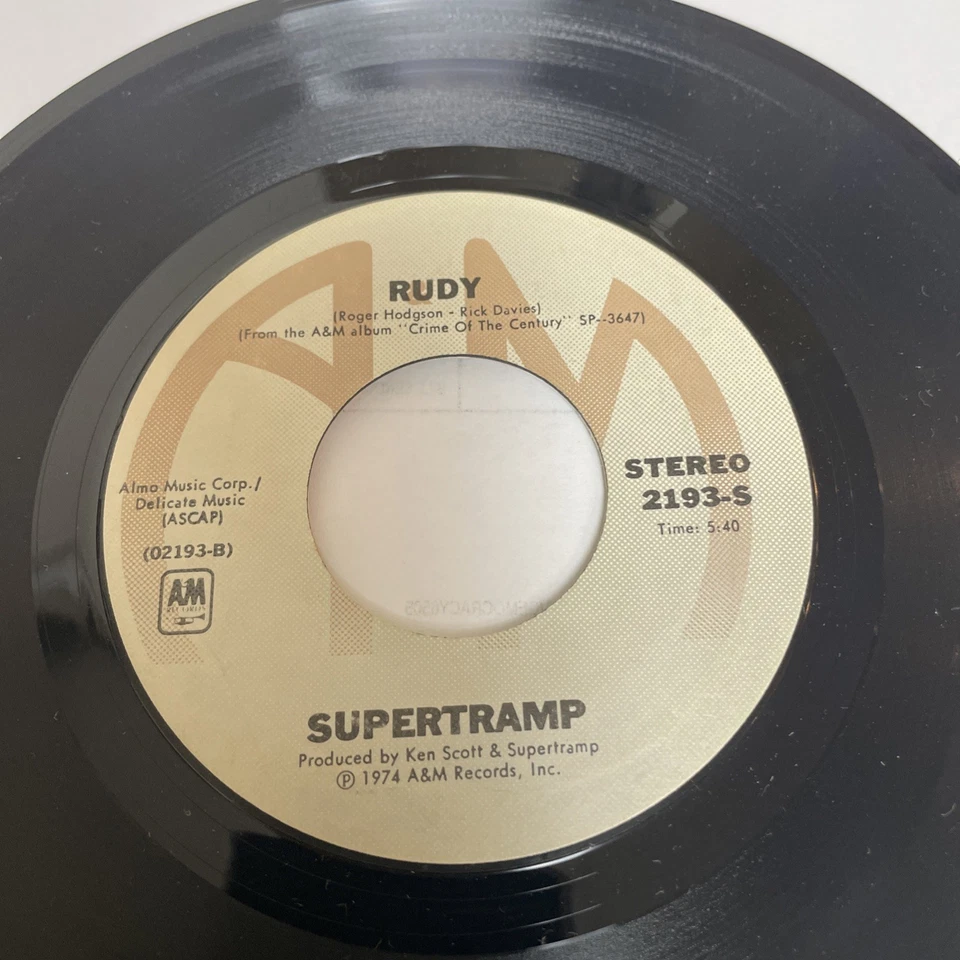 RUDY
(Roger Hodgson - Rick Davies)
(From the A&M album "Crime Of The Century" SP--3647)
Almo Music Corp./
Delicate Music
(ASCAP)
(02193-B)
A&M
RECORDS
STEREO
2193-S
Time: 5:40
SUPERTRAMP
Produced by Ken Scott & Supertramp
℗ 1974 A&M Records, Inc.